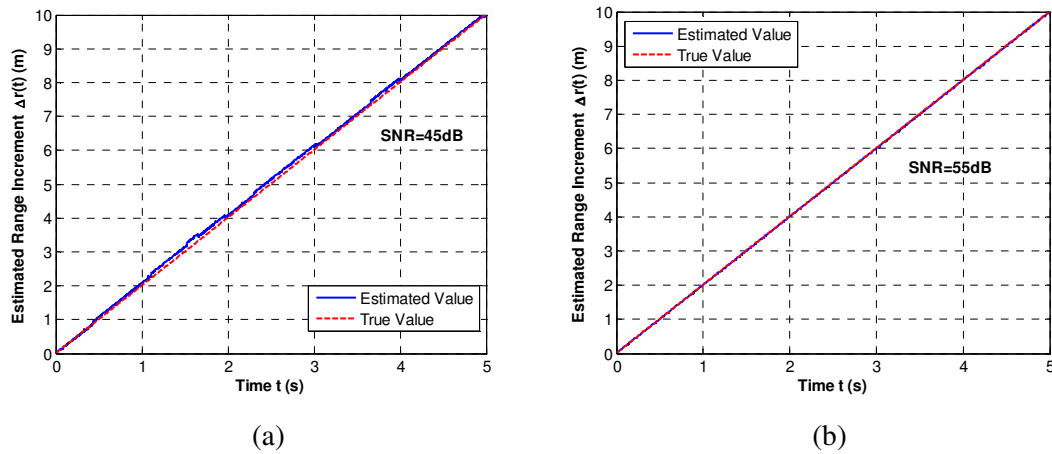 10
9
8
7
6
5
4
3
2
1
0
Estimated Range Increment Δr(t) (m)
SNR=45dB
Estimated Value
True Value
0 1 2 3 4 5
Time t (s)
(a)
10
9
8
7
6
5
4
3
2
1
0
Estimated Range Increment Δr(t) (m)
Estimated Value
True Value
SNR=55dB
0 1 2 3 4 5
Time t (s)
(b)